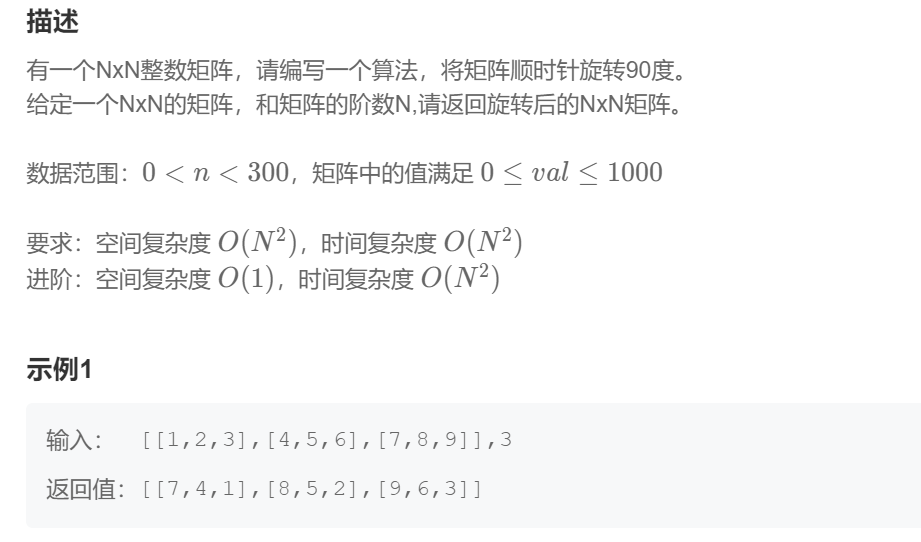 描述
有一个NxN整数矩阵，请编写一个算法，将矩阵顺时针旋转90度。
给定一个NxN的矩阵，和矩阵的阶数N,请返回旋转后的NxN矩阵。
数据范围：0 < n < 300，矩阵中的值满足 0 ≤ val ≤ 1000
要求：空间复杂度 O(N²)，时间复杂度 O(N²)
进阶：空间复杂度 O(1)，时间复杂度 O(N²)
示例1
输入： [[1,2,3],[4,5,6],[7,8,9]],3
返回值：[[7,4,1],[8,5,2],[9,6,3]]